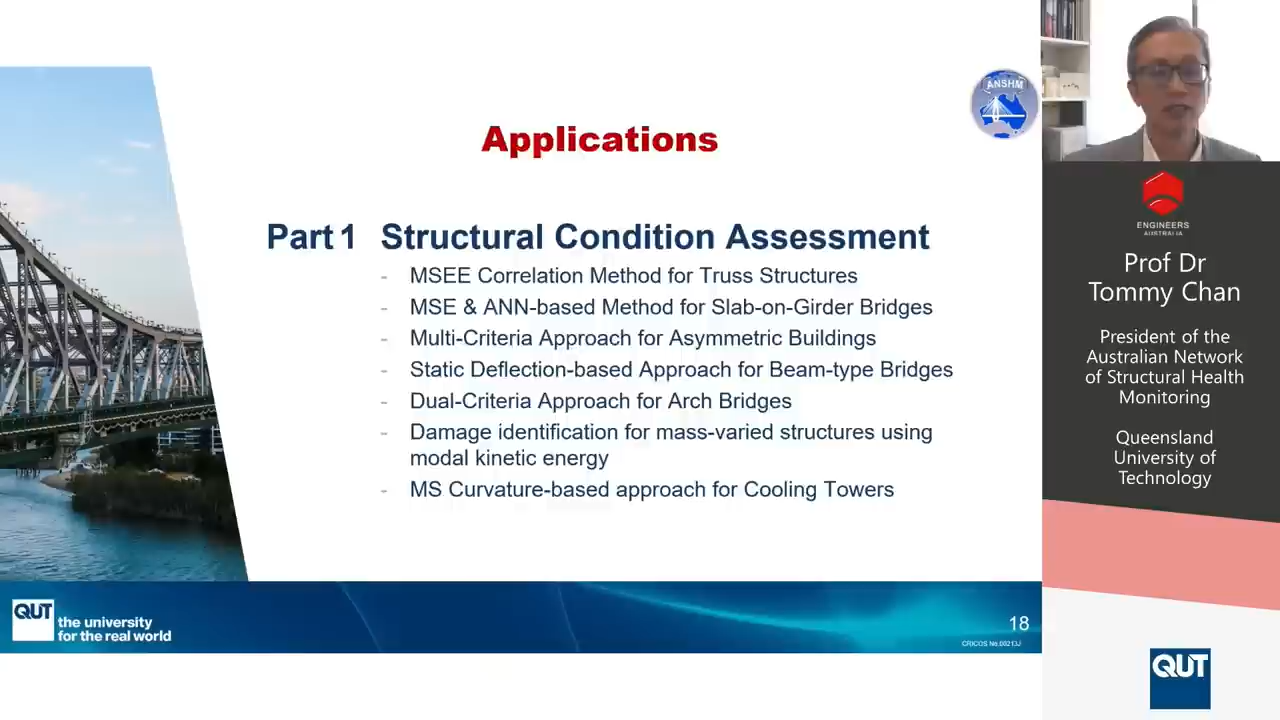 ANSHM
Applications
Part 1 Structural Condition Assessment
- MSEE Correlation Method for Truss Structures
- MSE & ANN-based Method for Slab-on-Girder Bridges
- Multi-Criteria Approach for Asymmetric Buildings
- Static Deflection-based Approach for Beam-type Bridges
- Dual-Criteria Approach for Arch Bridges
- Damage identification for mass-varied structures using
modal kinetic energy
- MS Curvature-based approach for Cooling Towers
QUT
the university
for the real world
18
CRICOS No.00213J
ENGINEERS
AUSTRALIA
Prof Dr
Tommy Chan
President of the
Australian Network
of Structural Health
Monitoring
Queensland
University of
Technology
QUT